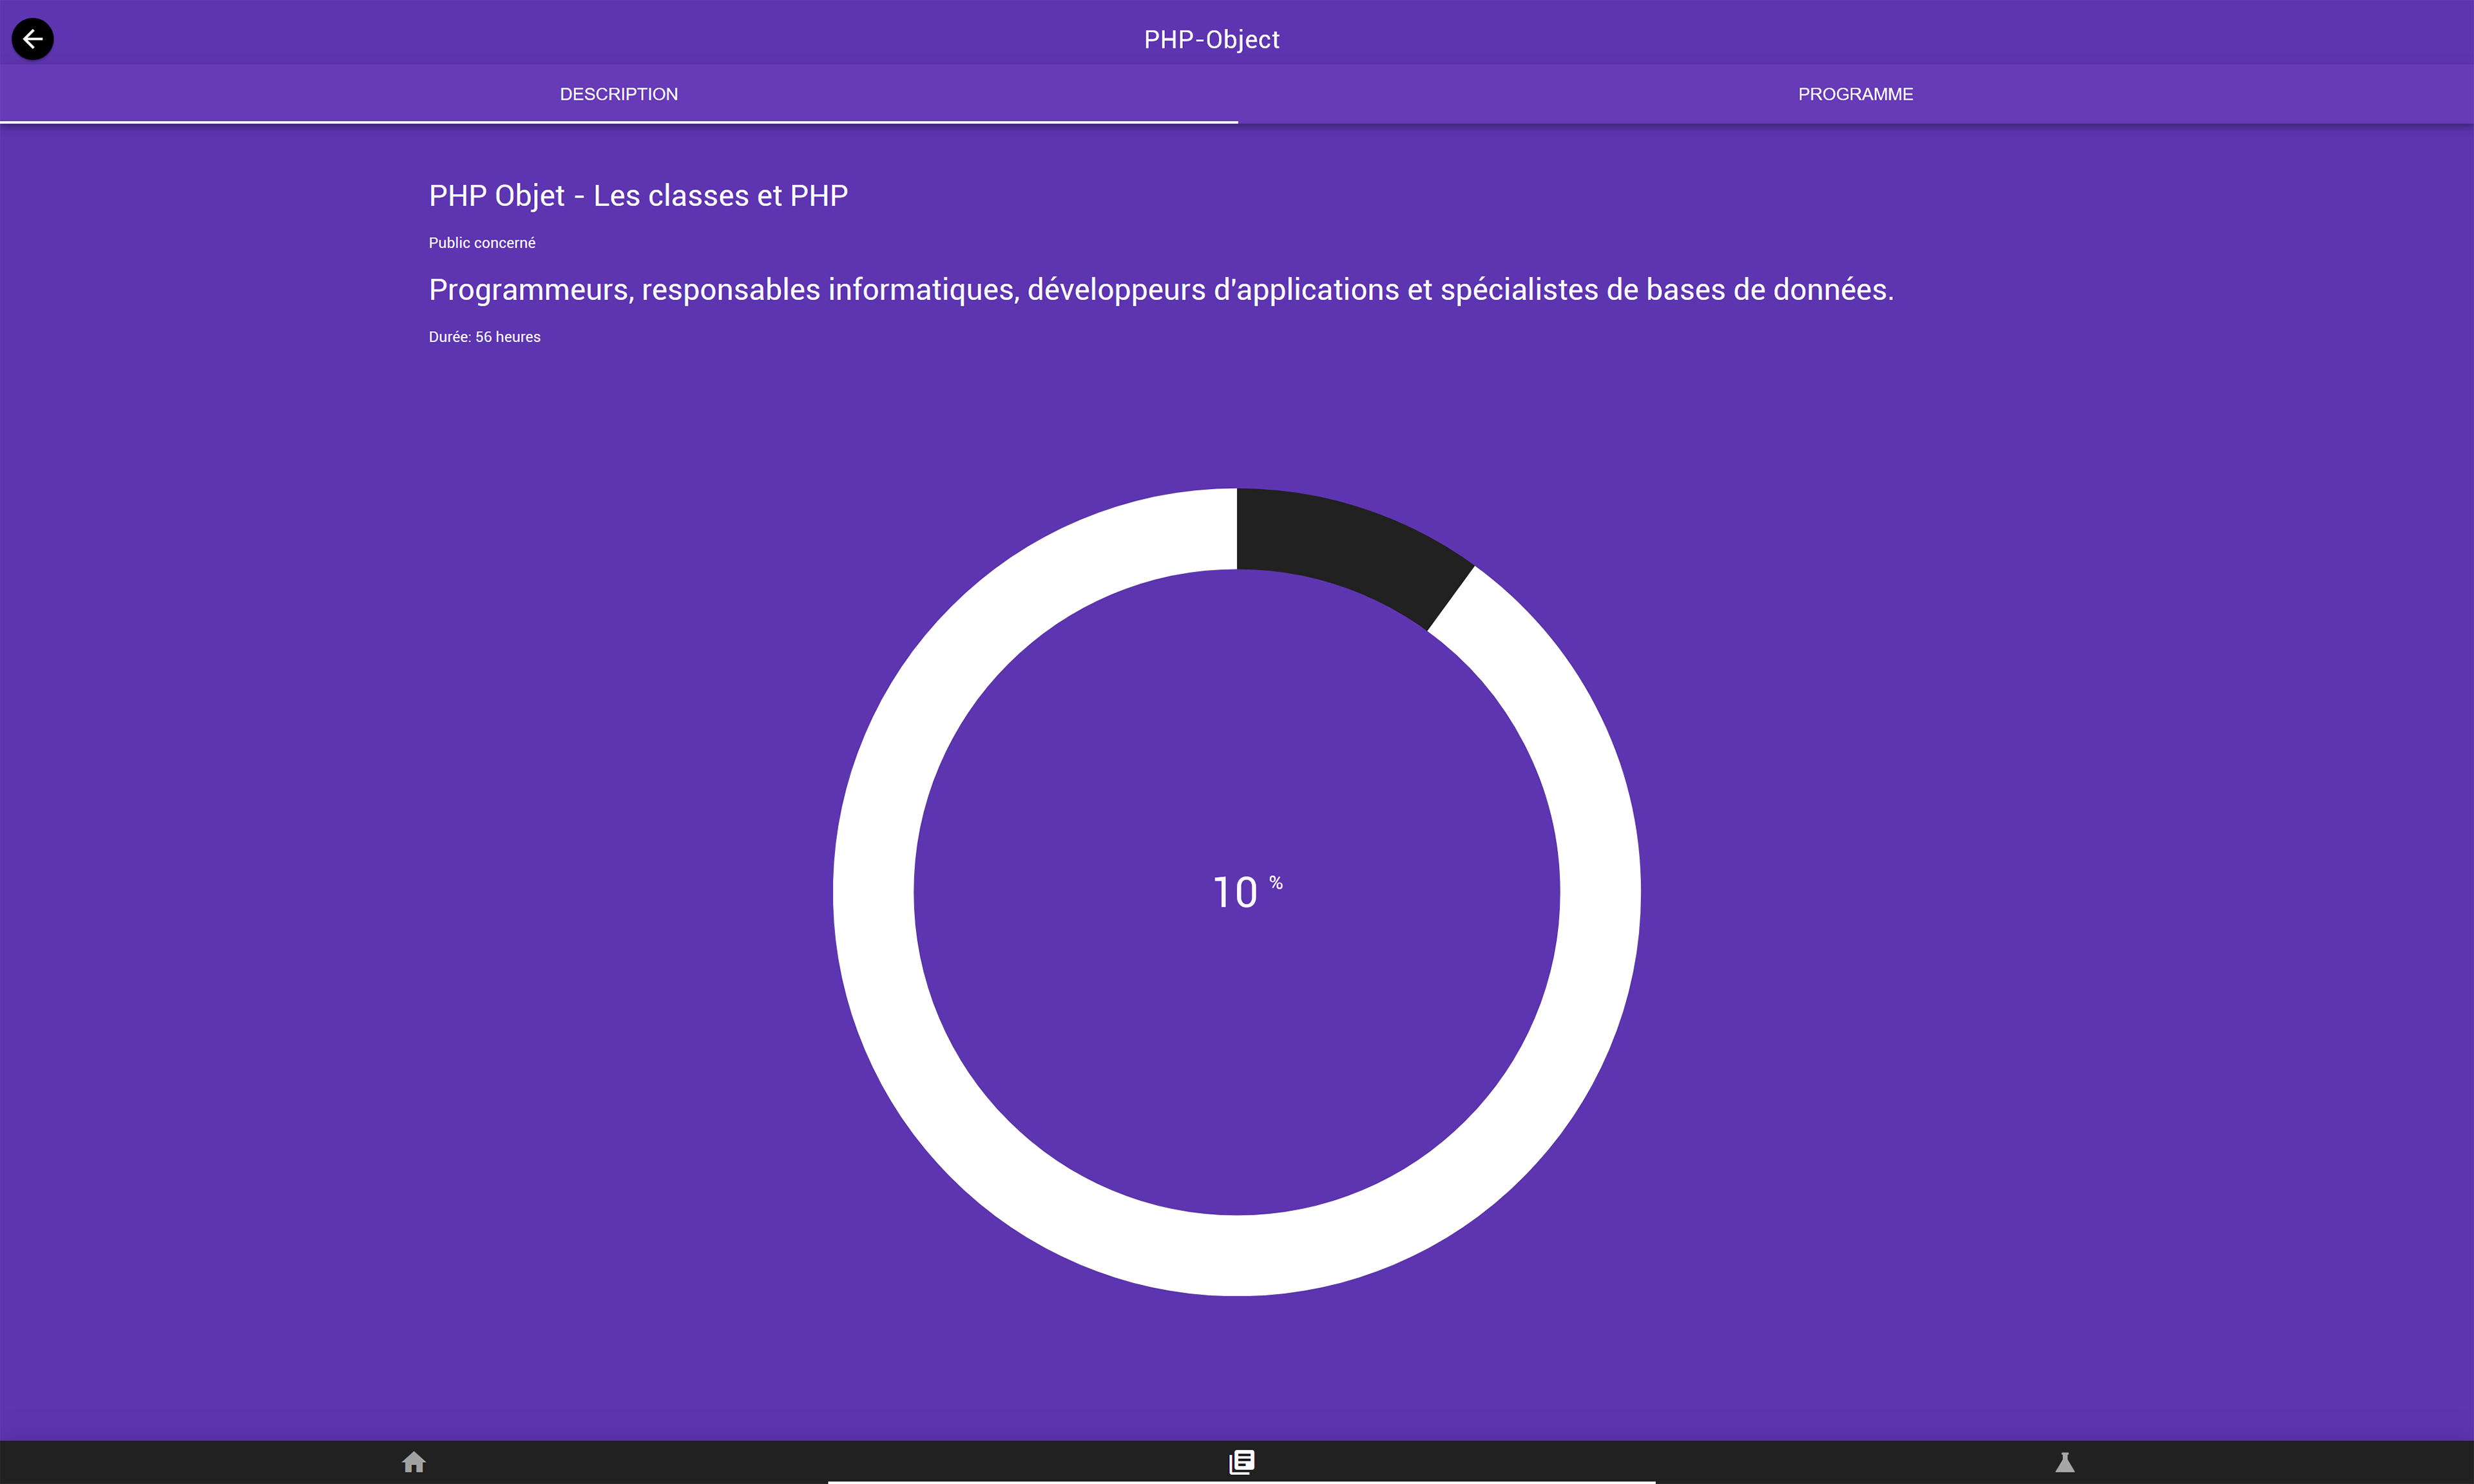 PHP-Object
DESCRIPTION
PROGRAMME
PHP Objet - Les classes et PHP
Public concerné
Programmeurs, responsables informatiques, développeurs d'applications et spécialistes de bases de données.
Durée: 56 heures
10 %